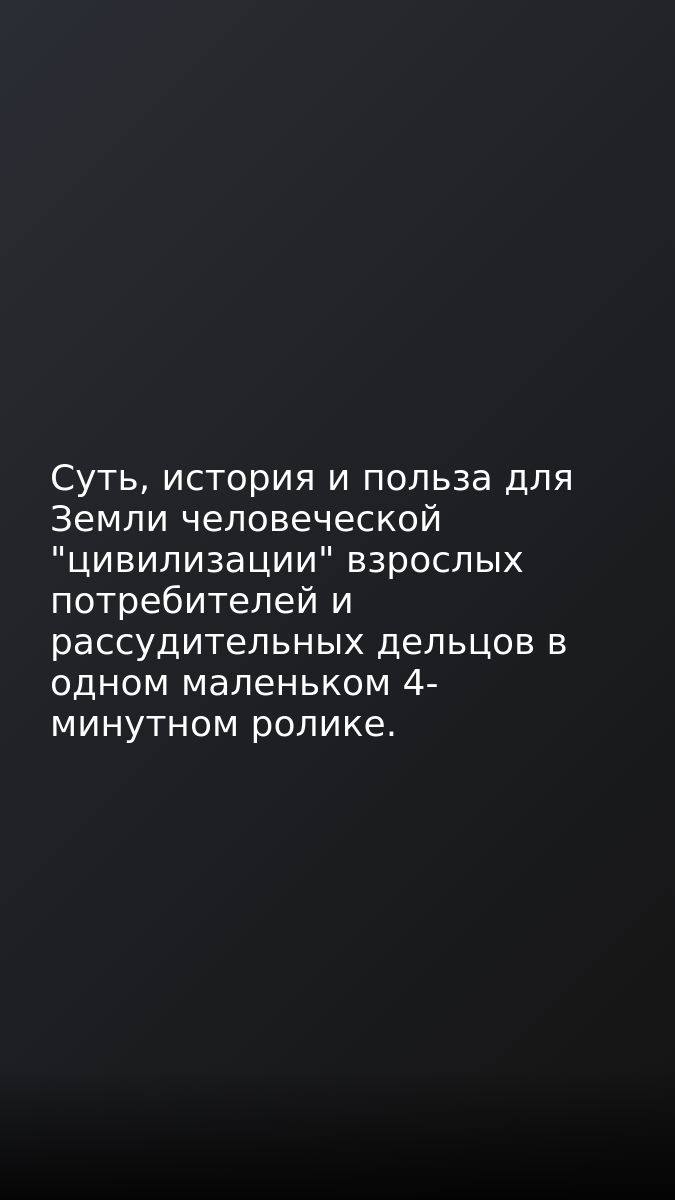 Суть, история и польза для
Земли человеческой
"цивилизации" взрослых
потребителей и
рассудительных дельцов в
одном маленьком 4-
минутном ролике.